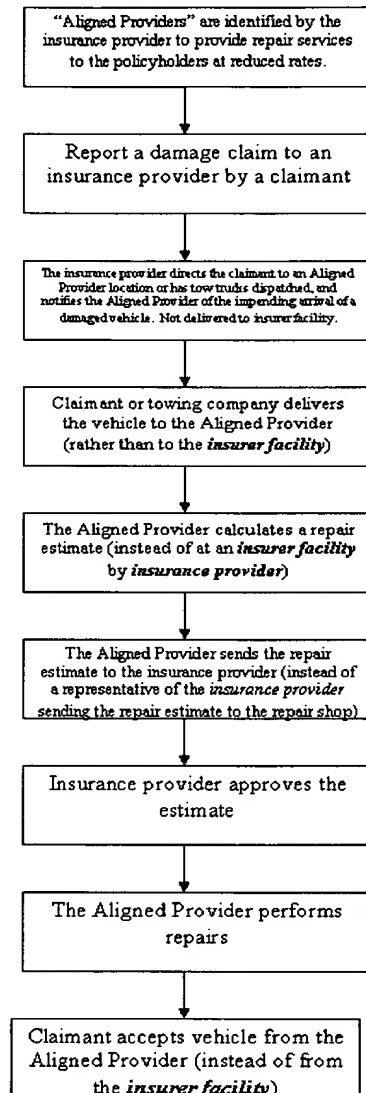 “Aligned Providers” are identified by the
insurance provider to provide repair services
to the policyholders at reduced rates.
Report a damage claim to an
insurance provider by a claimant
The insurance provider directs the claimant to an Aligned
Provider location or has tow trucks dispatched, and
notifies the Aligned Provider of the impending arrival of a
damaged vehicle. Not delivered to insurer facility.
Claimant or towing company delivers
the vehicle to the Aligned Provider
(rather than to the insurer facility)
The Aligned Provider calculates a repair
estimate (instead of at an insurer facility
by insurance provider)
The Aligned Provider sends the repair
estimate to the insurance provider (instead of
a representative of the insurance provider
sending the repair estimate to the repair shop)
Insurance provider approves the
estimate
The Aligned Provider performs
repairs
Claimant accepts vehicle from the
Aligned Provider (instead of from
the insurer facility)